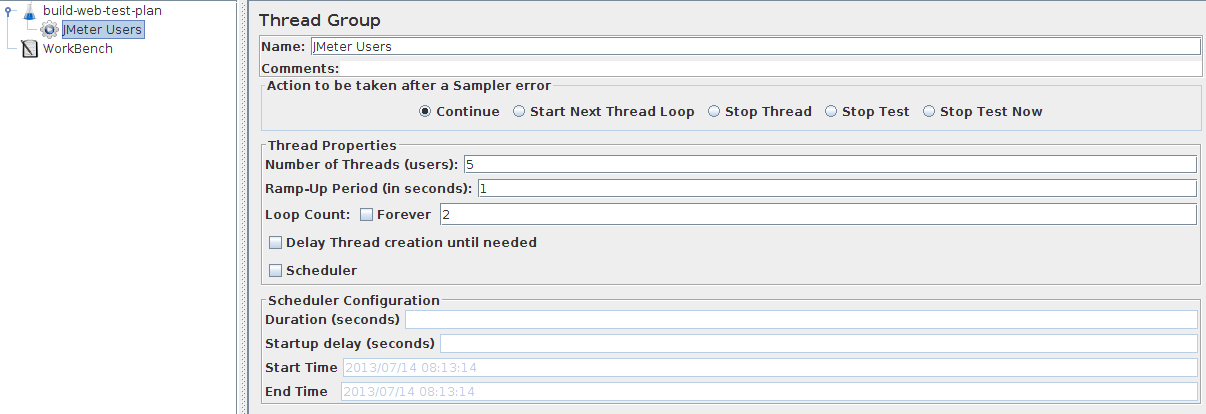 build-web-test-plan
JMeter Users
WorkBench
Thread Group
Name: JMeter Users
Comments:
Action to be taken after a Sampler error
Continue Start Next Thread Loop Stop Thread Stop Test Stop Test Now
Thread Properties
Number of Threads (users): 5
Ramp-Up Period (in seconds): 1
Loop Count: Forever 2
Delay Thread creation until needed
Scheduler
Scheduler Configuration
Duration (seconds)
Startup delay (seconds)
Start Time 2013/07/14 08:13:14
End Time 2013/07/14 08:13:14